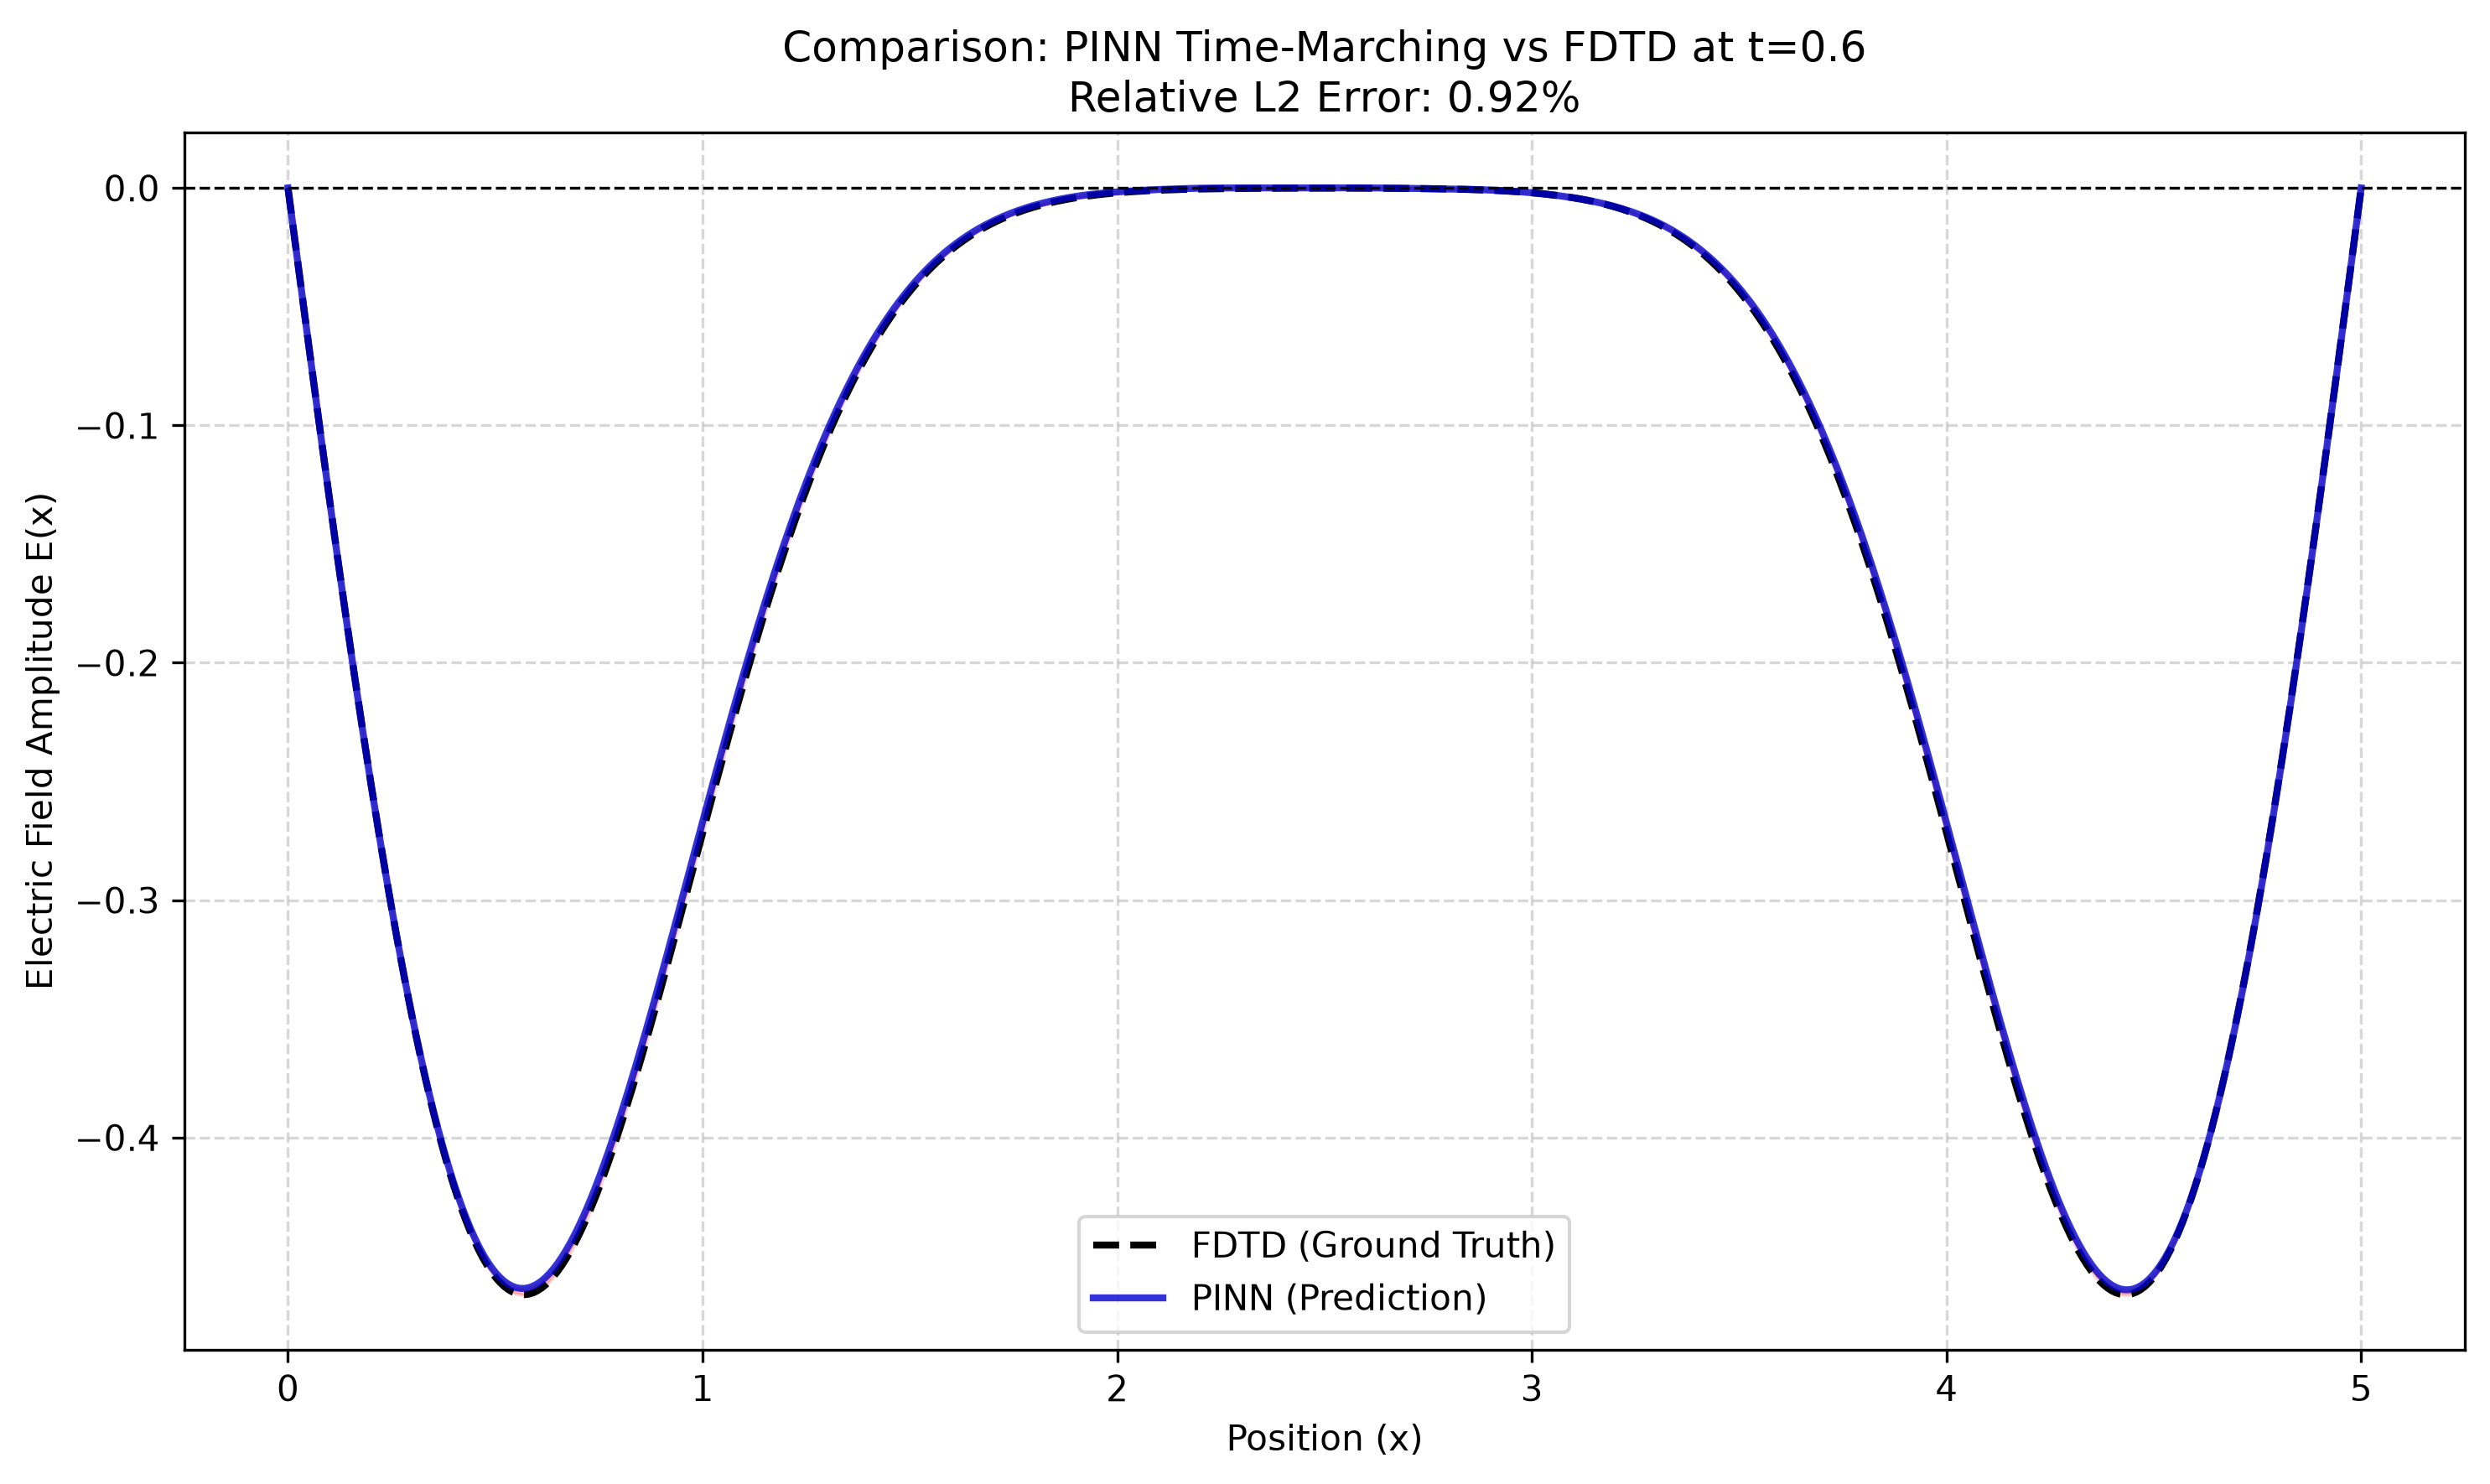 Comparison: PINN Time-Marching vs FDTD at t=0.6
Relative L2 Error: 0.92%
Electric Field Amplitude E(x)
0.0
−0.1
−0.2
−0.3
−0.4
FDTD (Ground Truth)
PINN (Prediction)
0 1 2 3 4 5
Position (x)